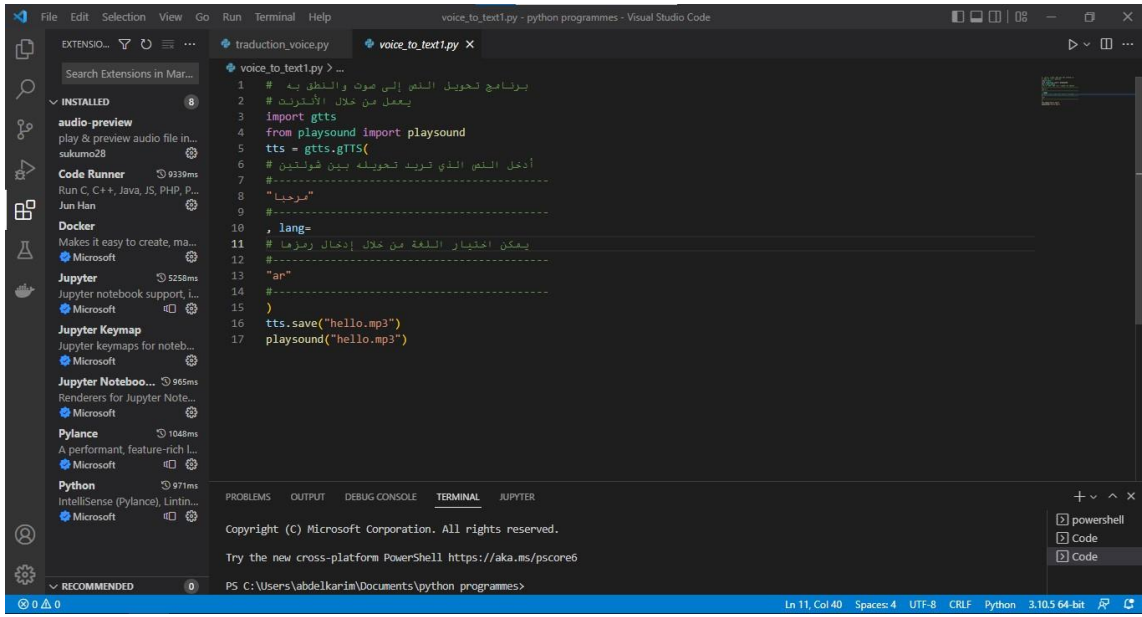 File Edit Selection View Go Run Terminal Help
voice_to_text1.py - python programmes - Visual Studio Code
EXTENSIO...
Search Extensions in Mar...
INSTALLED 8
audio-preview
play & preview audio file in...
sukumo28
Code Runner 9339ms
Run C, C++, Java, JS, PHP, P...
Jun Han
Docker
Makes it easy to create, ma...
Microsoft
Jupyter 5258ms
Jupyter notebook support, i...
Microsoft
Jupyter Keymap
Jupyter keymaps for noteb...
Microsoft
Jupyter Noteboo... 965ms
Renderers for Jupyter Note...
Microsoft
Pylance 1048ms
A performant, feature-rich l...
Microsoft
Python 971ms
IntelliSense (Pylance), Lintin...
Microsoft
RECOMMENDED 0
traduction_voice.py voice_to_text1.py
voice_to_text1.py > ...
1 # برنامج تحويل النص إلى صوت والنطق به
2 # يعمل من خلال الأنترنت
3 import gtts
4 from playsound import playsound
5 tts = gtts.gTTS(
6 # أدخل النص الذي تريد تحويله بين شولتين
7 #-------------------------------------------
8 "مرحبا"
9 #-------------------------------------------
10 , lang=
11 # يمكن اختيار اللغة من خلال إدخال رمزها
12 #-------------------------------------------
13 "ar"
14 #-------------------------------------------
15 )
16 tts.save("hello.mp3")
17 playsound("hello.mp3")
PROBLEMS OUTPUT DEBUG CONSOLE TERMINAL JUPYTER
Copyright (C) Microsoft Corporation. All rights reserved.
Try the new cross-platform PowerShell https://aka.ms/pscore6
PS C:\Users\abdelkarim\Documents\python programmes>
powershell
Code
Code
0 0
Ln 11, Col 40 Spaces: 4 UTF-8 CRLF Python 3.10.5 64-bit